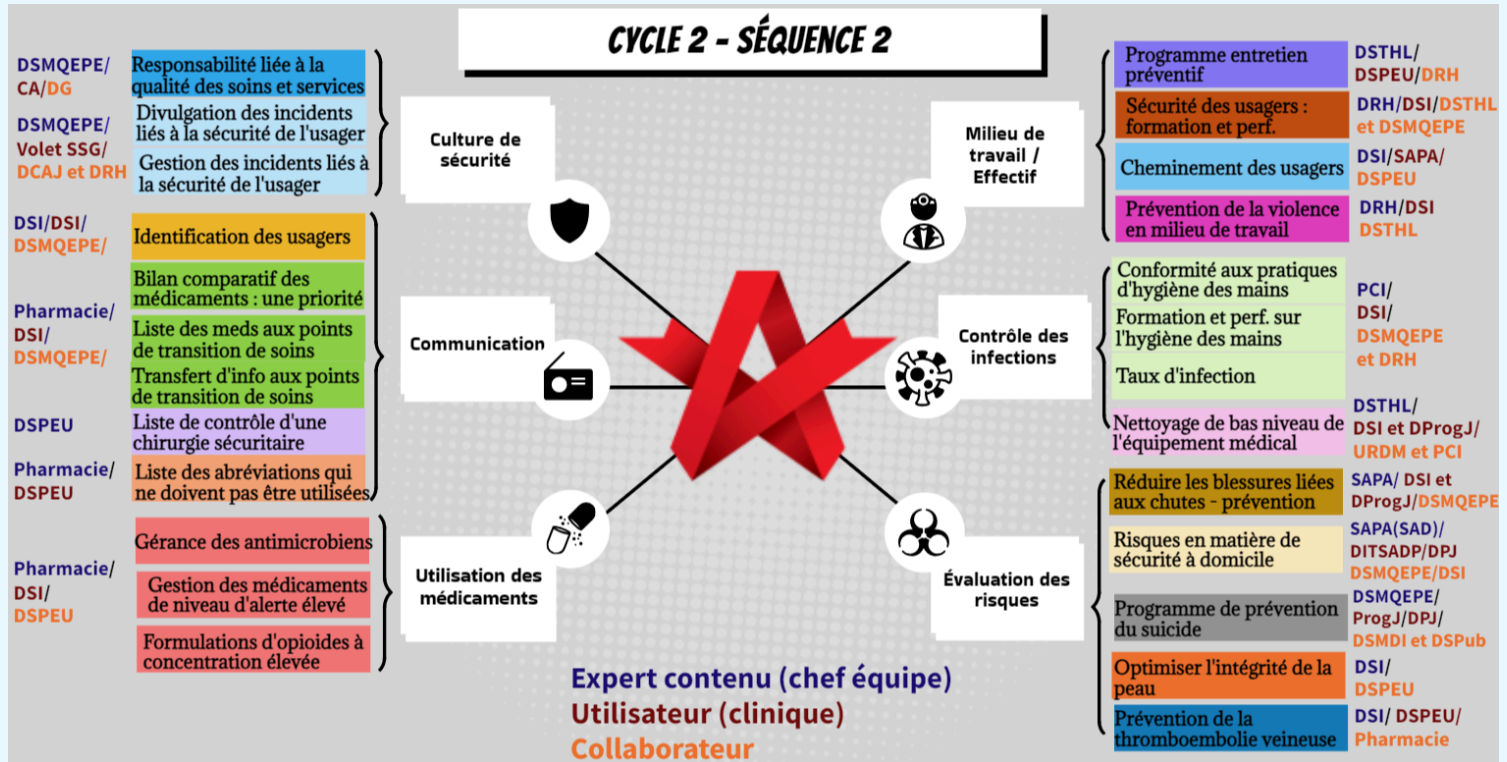 CYCLE 2 - SÉQUENCE 2
DSMQEPE/
CA/DG
Responsabilité liée à la
qualité des soins et services
DSMQEPE/
Volet SSG/
DCAJ et DRH
Divulgation des incidents
liés à la sécurité de l'usager
Gestion des incidents liés à
la sécurité de l'usager
Culture de
sécurité
DSI/DSI/
DSMQEPE/
Identification des usagers
Pharmacie/
DSI/
DSMQEPE/
Bilan comparatif des
médicaments : une priorité
Liste des meds aux points
de transition de soins
Transfert d'info aux points
de transition de soins
DSPEU
Liste de contrôle d'une
chirurgie sécuritaire
Pharmacie/
DSPEU
Liste des abréviations qui
ne doivent pas être utilisées
Communication
Pharmacie/
DSI/
DSPEU
Gérance des antimicrobiens
Gestion des médicaments
de niveau d'alerte élevé
Formulations d'opioides à
concentration élevée
Utilisation des
médicaments
Milieu de
travail /
Effectif
Programme entretien
préventif
DSTHL/
DSPEU/DRH
Sécurité des usagers :
formation et perf.
DRH/DSI/DSTHL
et DSMQEPE
Cheminement des usagers
DSI/SAPA/
DSPEU
Prévention de la violence
en milieu de travail
DRH/DSI
DSTHL
Contrôle des
infections
Conformité aux pratiques
d'hygiène des mains
Formation et perf. sur
l'hygiène des mains
Taux d'infection
PCI/
DSI/
DSMQEPE
et DRH
Nettoyage de bas niveau de
l'équipement médical
DSTHL/
DSI et DProgJ/
URDM et PCI
Évaluation des
risques
Réduire les blessures liées
aux chutes - prévention
SAPA/ DSI et
DProgJ/DSMQEPE
Risques en matière de
sécurité à domicile
SAPA(SAD)/
DITSADP/DPJ
DSMQEPE/DSI
Programme de prévention
du suicide
DSMQEPE/
ProgJ/DPJ/
DSMDI et DSPub
Optimiser l'intégrité de la
peau
DSI/
DSPEU
Prévention de la
thromboembolie veineuse
DSI/ DSPEU/
Pharmacie
Expert contenu (chef équipe)
Utilisateur (clinique)
Collaborateur